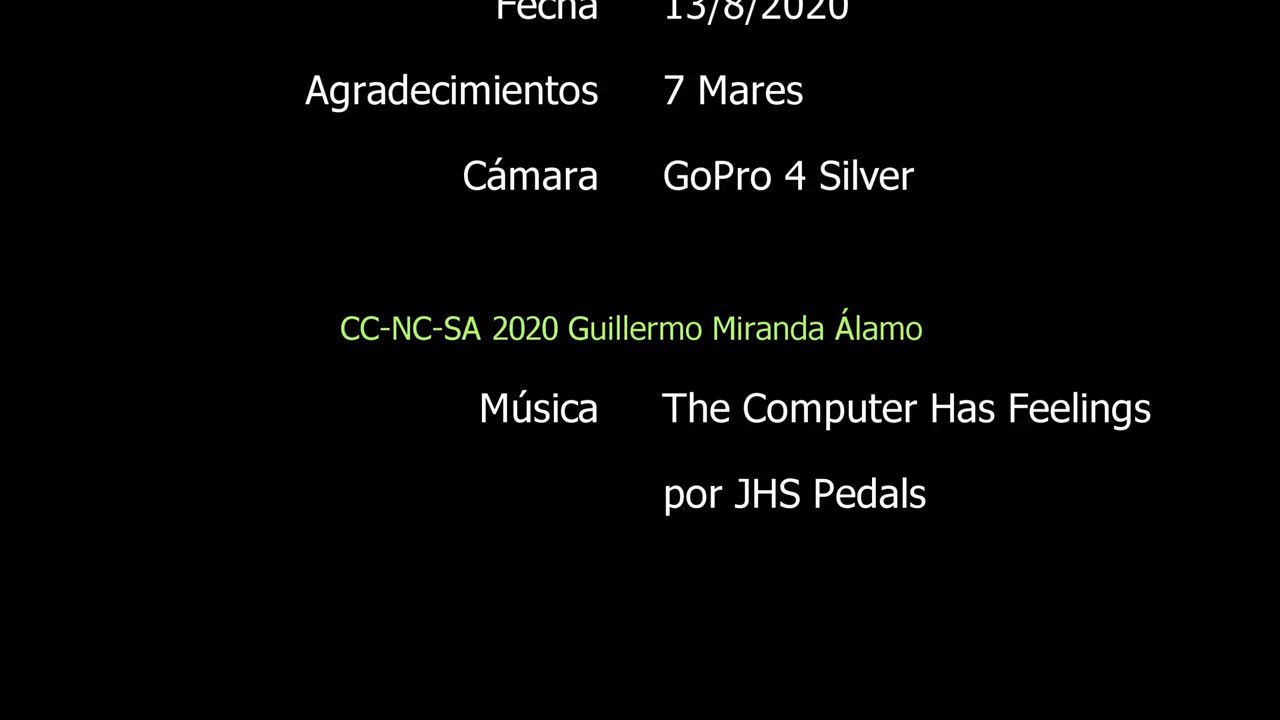 Fecha 13/8/2020
Agradecimientos 7 Mares
Cámara GoPro 4 Silver
CC-NC-SA 2020 Guillermo Miranda Álamo
Música The Computer Has Feelings
por JHS Pedals